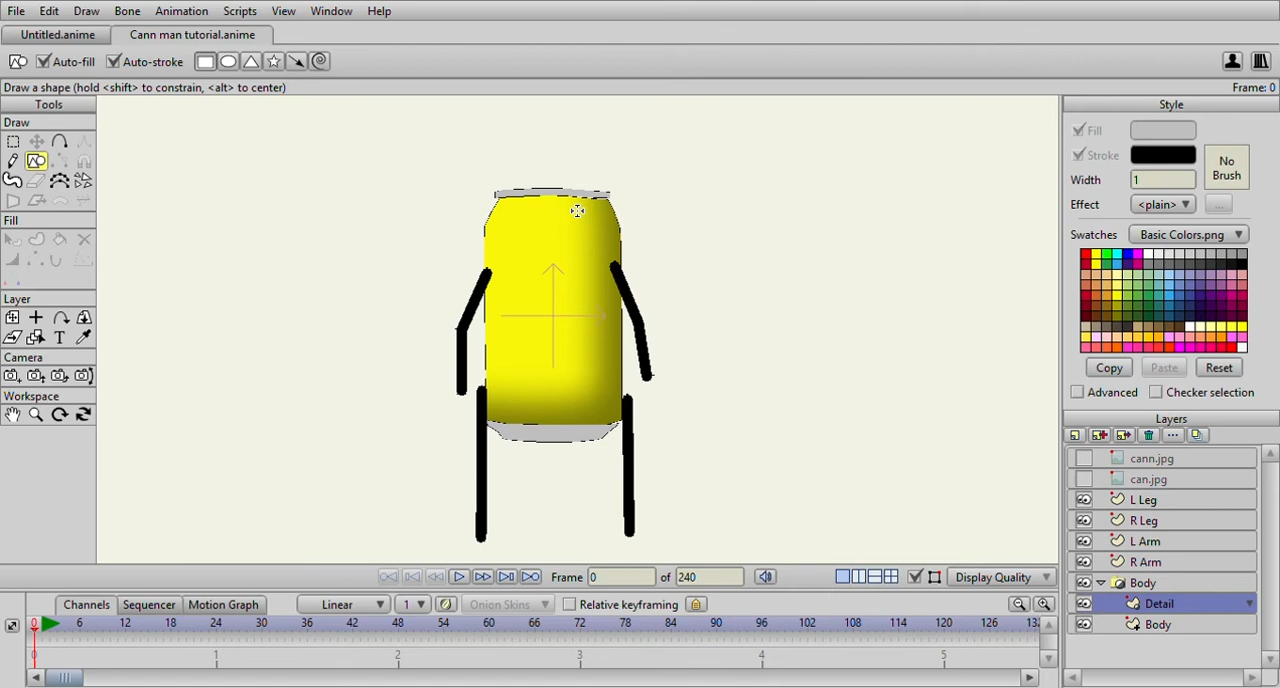 File Edit Draw Bone Animation Scripts View Window Help
Untitled.anime Cann man tutorial.anime
Auto-fill Auto-stroke
Draw a shape (hold <shift> to constrain, <alt> to center) Frame: 0
Tools Style
Draw
Fill
Stroke
No Brush
Width 1
Effect <plain> ...
Fill
Swatches Basic Colors.png
Layer
Camera
Copy Paste Reset
Workspace
Advanced Checker selection
Layers
...
cann.jpg
can.jpg
L Leg
R Leg
L Arm
R Arm
Body
Detail
Body
Frame 0 of 240 Display Quality
Channels Sequencer Motion Graph Linear 1 Onion Skins Relative keyframing
0 6 12 18 24 30 36 42 48 54 60 66 72 78 84 90 96 102 108 114 120 126 132
0 1 2 3 4 5